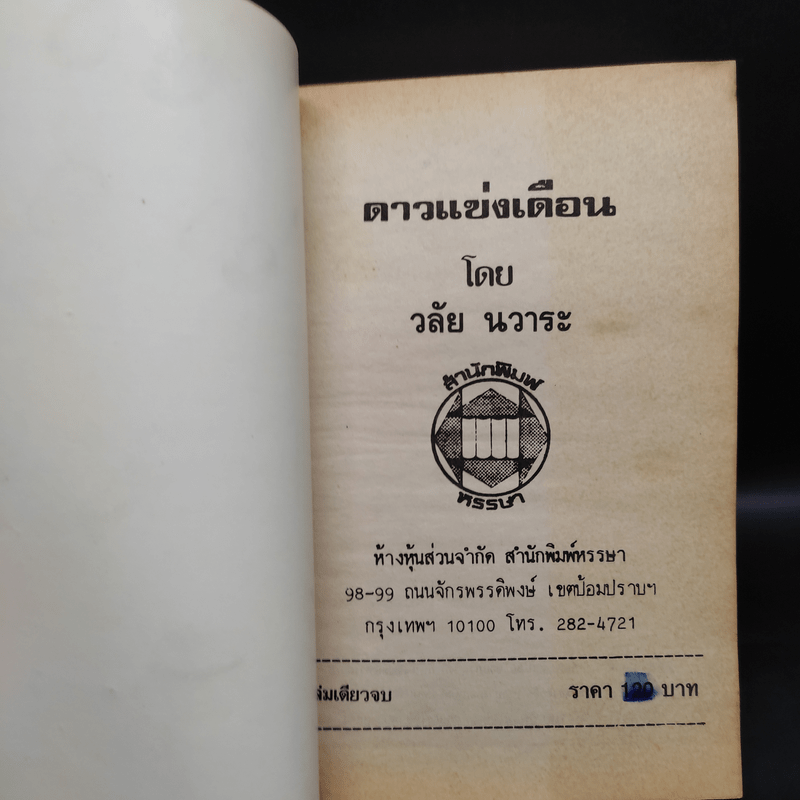 ดาวแข่งเดือน
โดย
วลัย นวาระ
สำนักพิมพ์
หรรษา
ห้างหุ้นส่วนจำกัด สำนักพิมพ์หรรษา
98-99 ถนนจักรพรรดิพงษ์ เขตป้อมปราบฯ
กรุงเทพฯ 10100 โทร. 282-4721
เล่มเดียวจบ ราคา 120 บาท